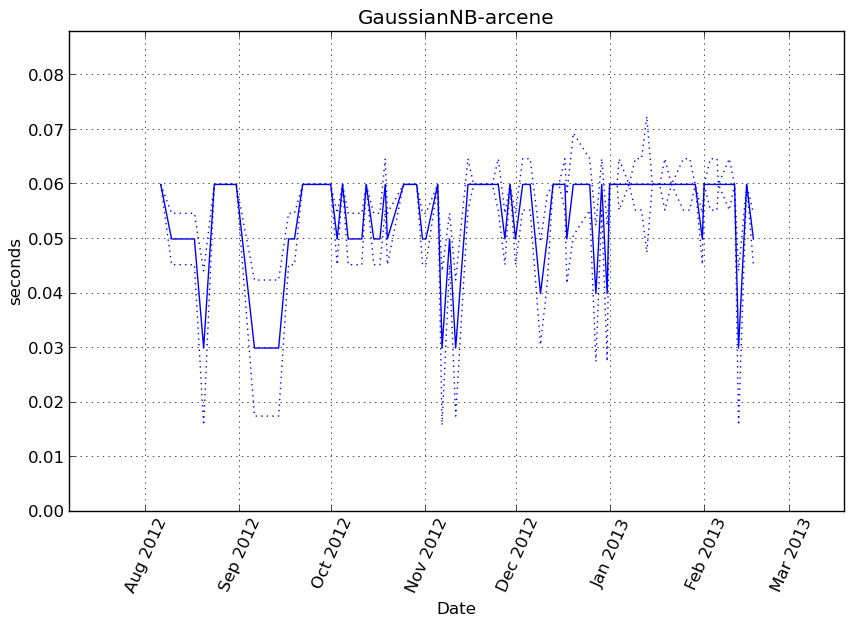 GaussianNB-arcene
0.08
0.07
0.06
0.05
0.04
0.03
0.02
0.01
0.00
seconds
Aug 2012
Sep 2012
Oct 2012
Nov 2012
Dec 2012
Jan 2013
Feb 2013
Mar 2013
Date